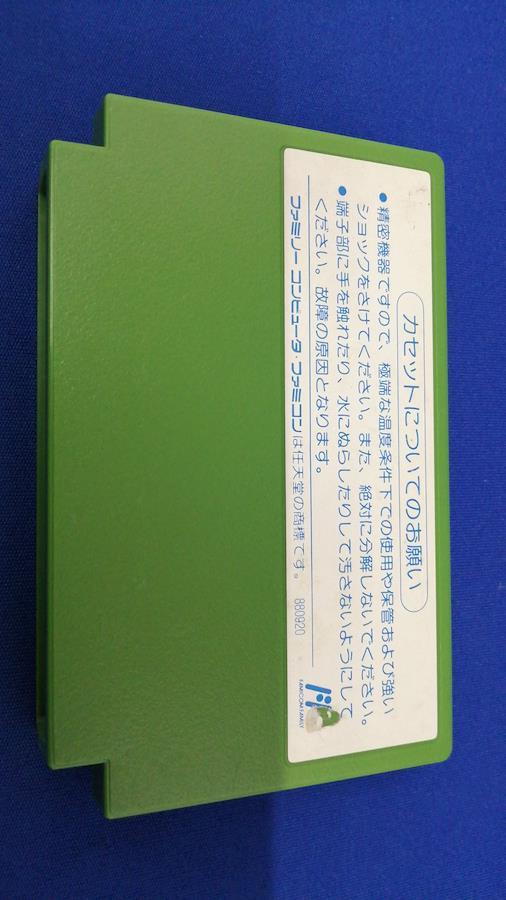 カセットについてのお願い
●精密機器ですので、極端な温度条件下での使用や保管および強い
ショックをさけてください。また、絶対に分解しないでください。
●端子部に手を触れたり、水にぬらしたりして汚さないようにして
ください。故障の原因となります。
ファミリーコンピュータ・ファミコンは任天堂の商標です。 880920
FAMICOM FAMILY